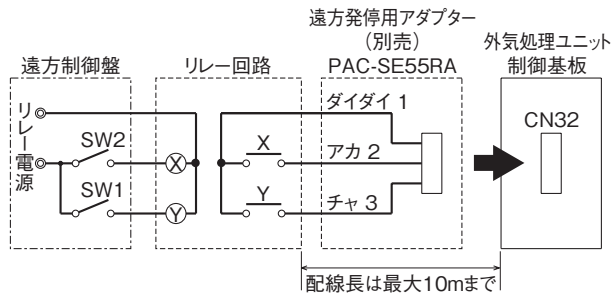 遠方発停用アダプター
(別売)
PAC-SE55RA
外気処理ユニット
制御基板
遠方制御盤
リレー回路
リレー電源
SW2
SW1
X
Y
X
Y
ダイダイ 1
アカ 2
チャ 3
CN32
配線長は最大10mまで